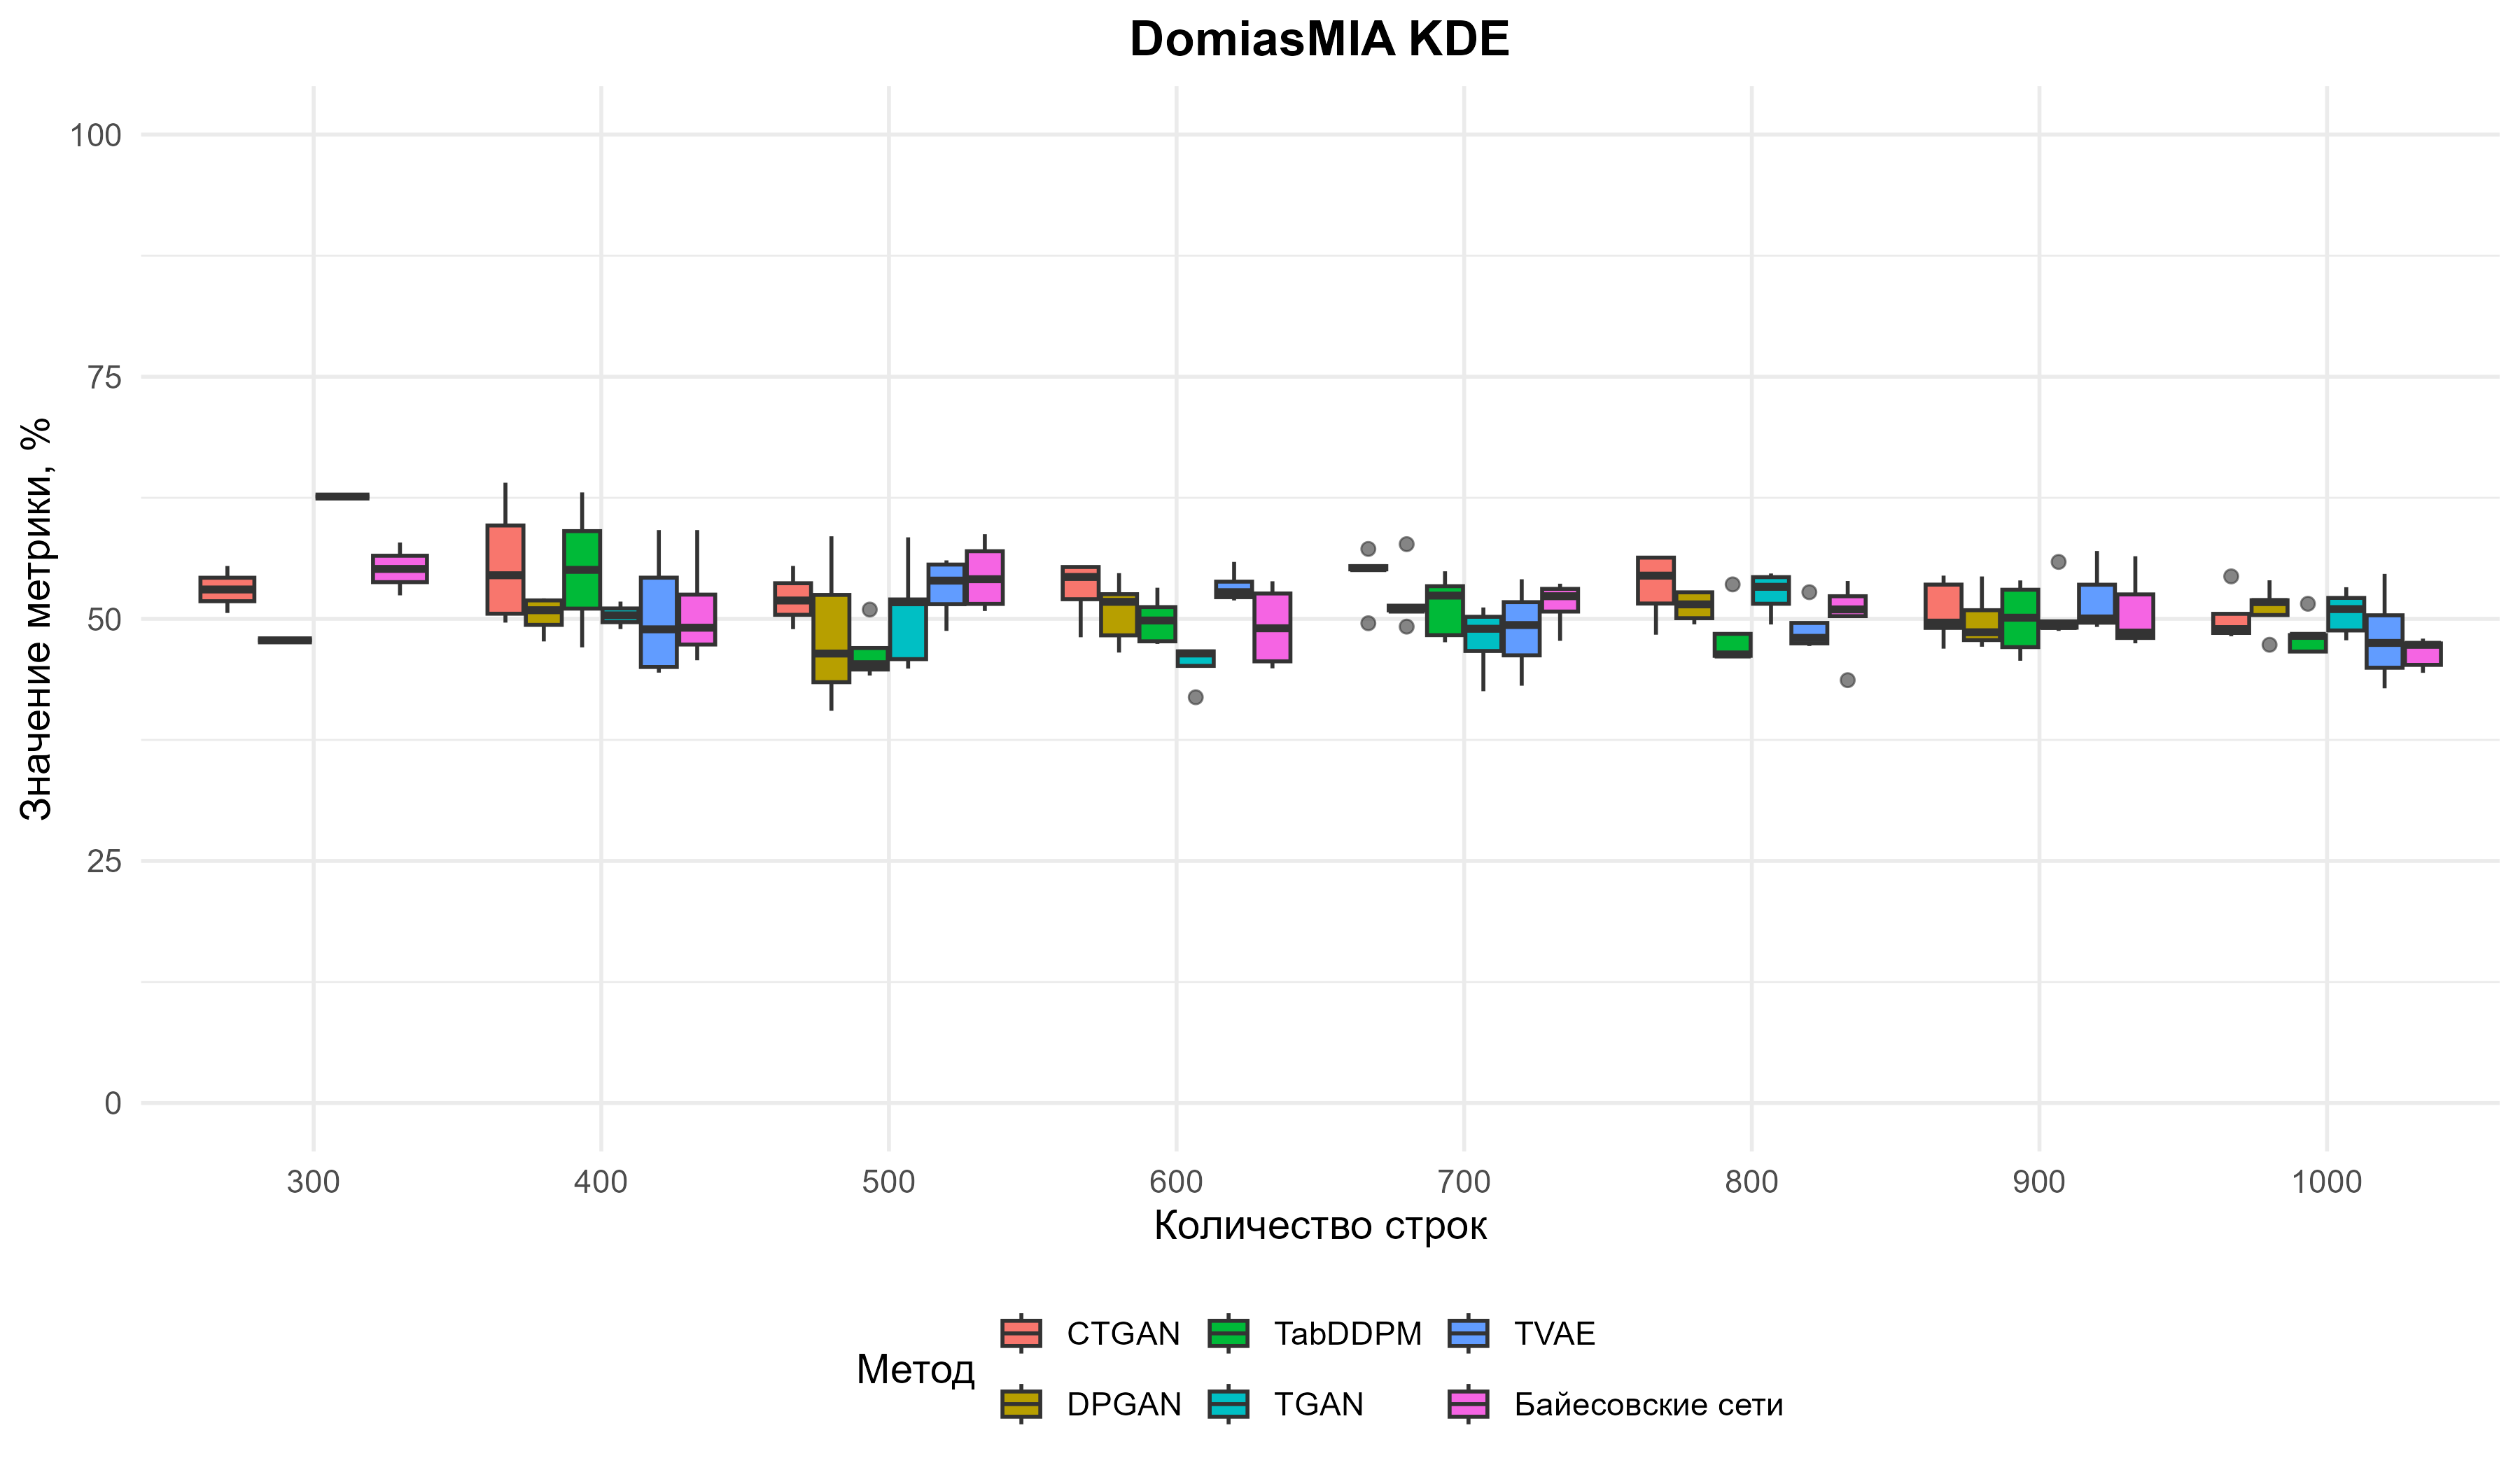 DomiasMIA KDE
Значение метрики, %
100
75
50
25
0
300 400 500 600 700 800 900 1000
Количество строк
Метод
CTGAN TabDDPM TVAE
DPGAN TGAN Байесовские сети